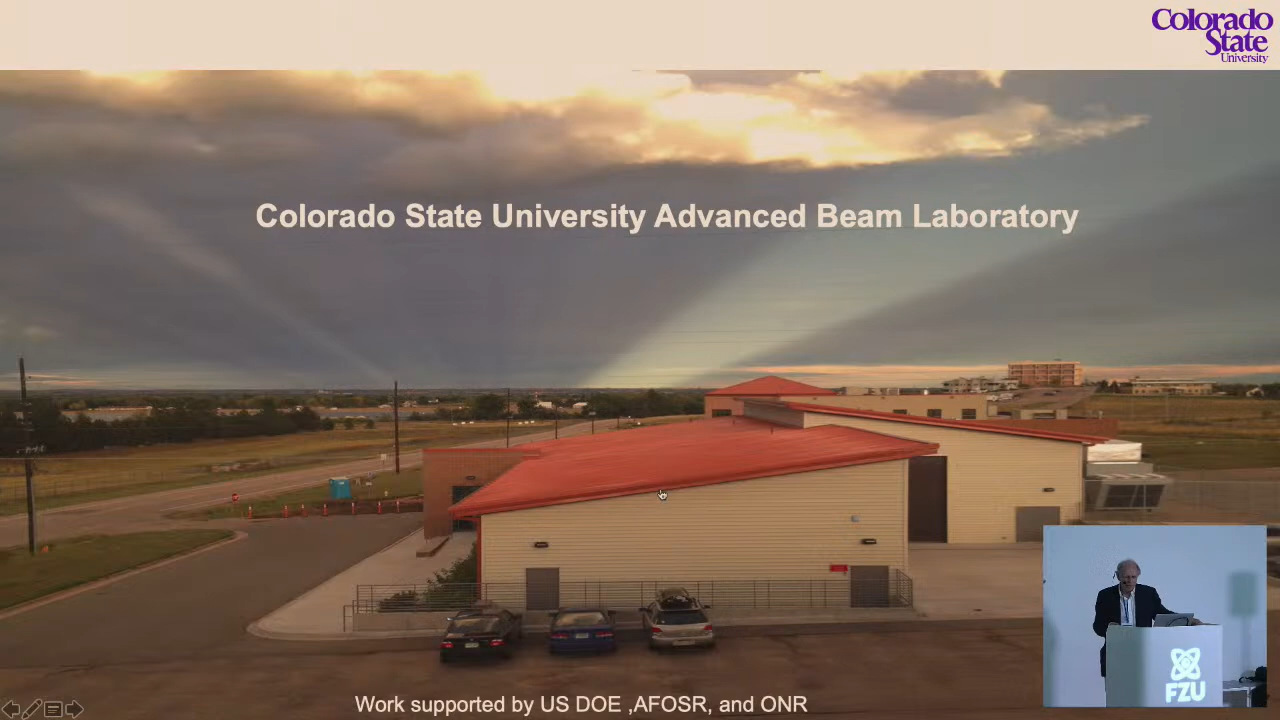 Colorado
State
University
Colorado State University Advanced Beam Laboratory
FZU
Work supported by US DOE ,AFOSR, and ONR